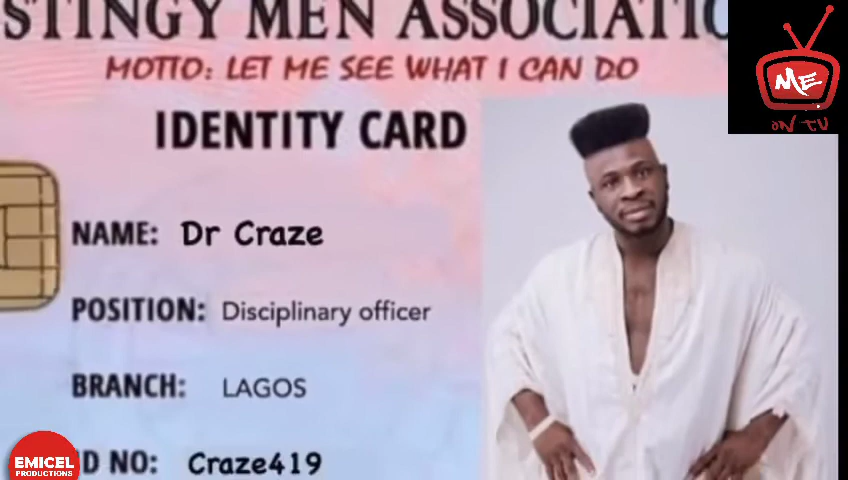 STINGY MEN ASSOCIATIO
MOTTO: LET ME SEE WHAT I CAN DO
ME
ON TV
IDENTITY CARD
NAME: Dr Craze
POSITION: Disciplinary officer
BRANCH: LAGOS
D NO: Craze419
EMICEL
PRODUCTIONS